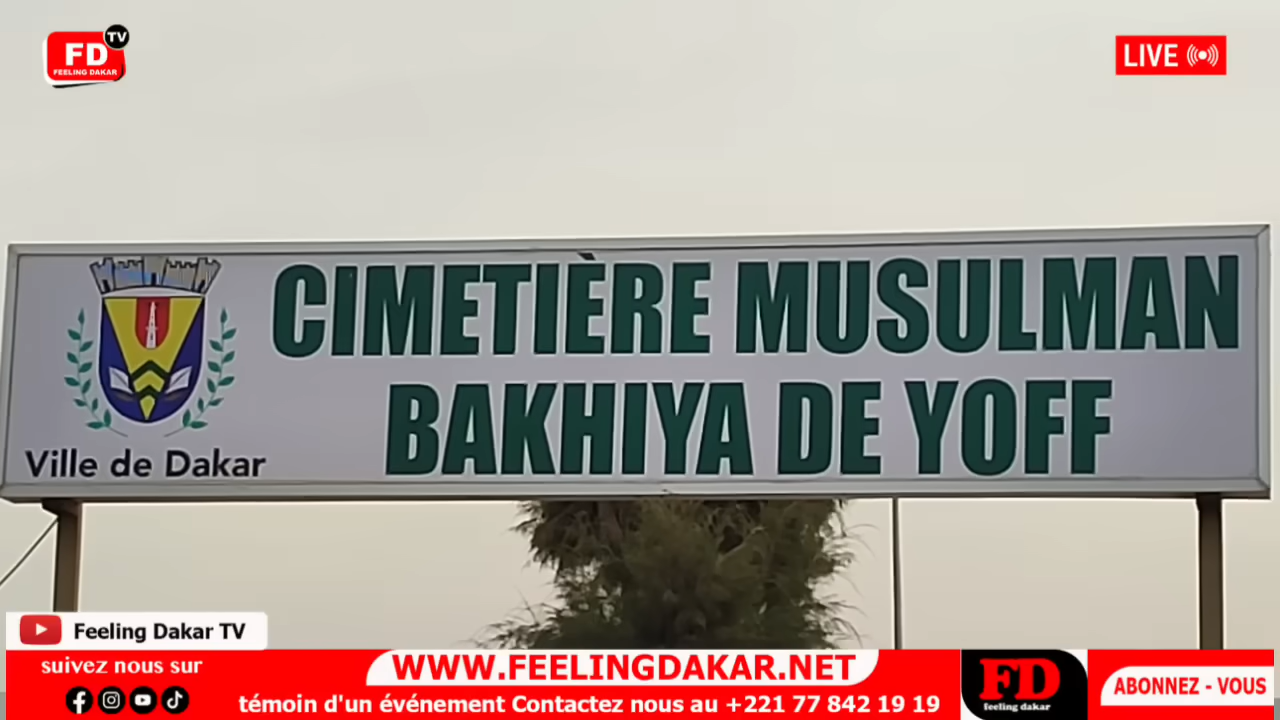 FD TV
FEELING DAKAR
LIVE
CIMETIÈRE MUSULMAN
BAKHIYA DE YOFF
Ville de Dakar
Feeling Dakar TV
suivez nous sur
WWW.FEELINGDAKAR.NET
témoin d'un événement Contactez nous au +221 77 842 19 19
FD
feeling dakar
ABONNEZ - VOUS